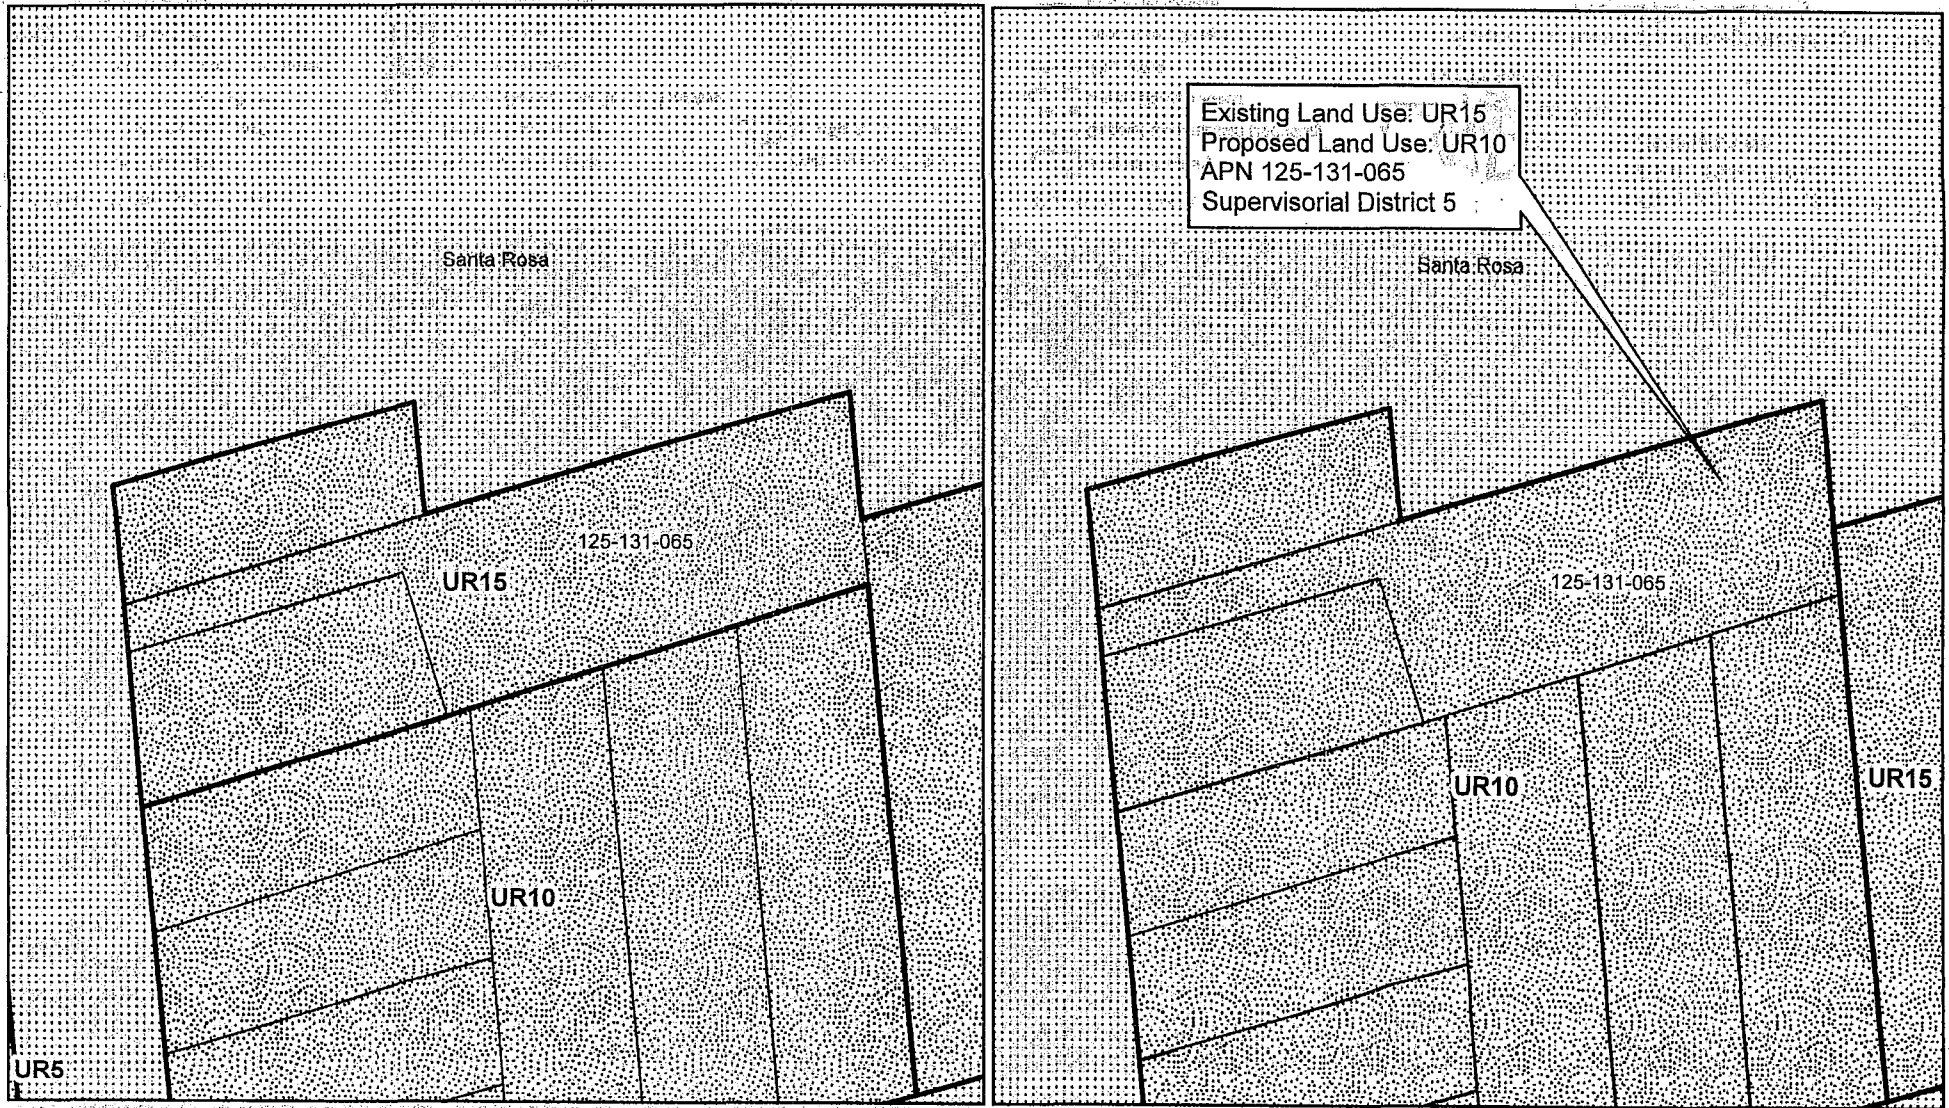 Santa Rosa
125-131-065
UR15
UR10
UR5
Existing Land Use: UR15
Proposed Land Use: UR10
APN 125-131-065
Supervisorial District 5
Santa Rosa
125-131-065
UR10
UR15